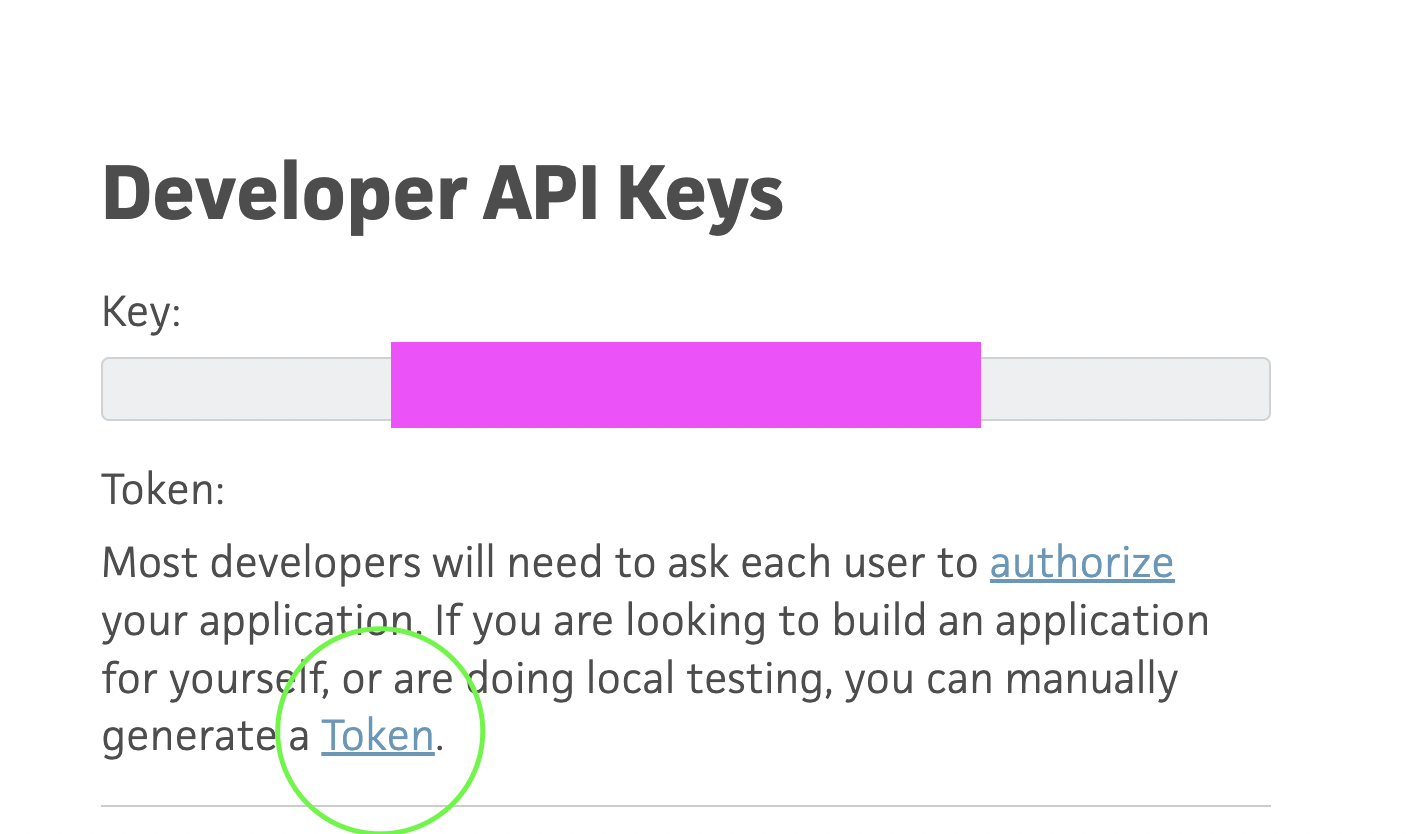 Developer API Keys
Key:
Token:
Most developers will need to ask each user to authorize
your application. If you are looking to build an application
for yourself, or are doing local testing, you can manually
generate a Token.